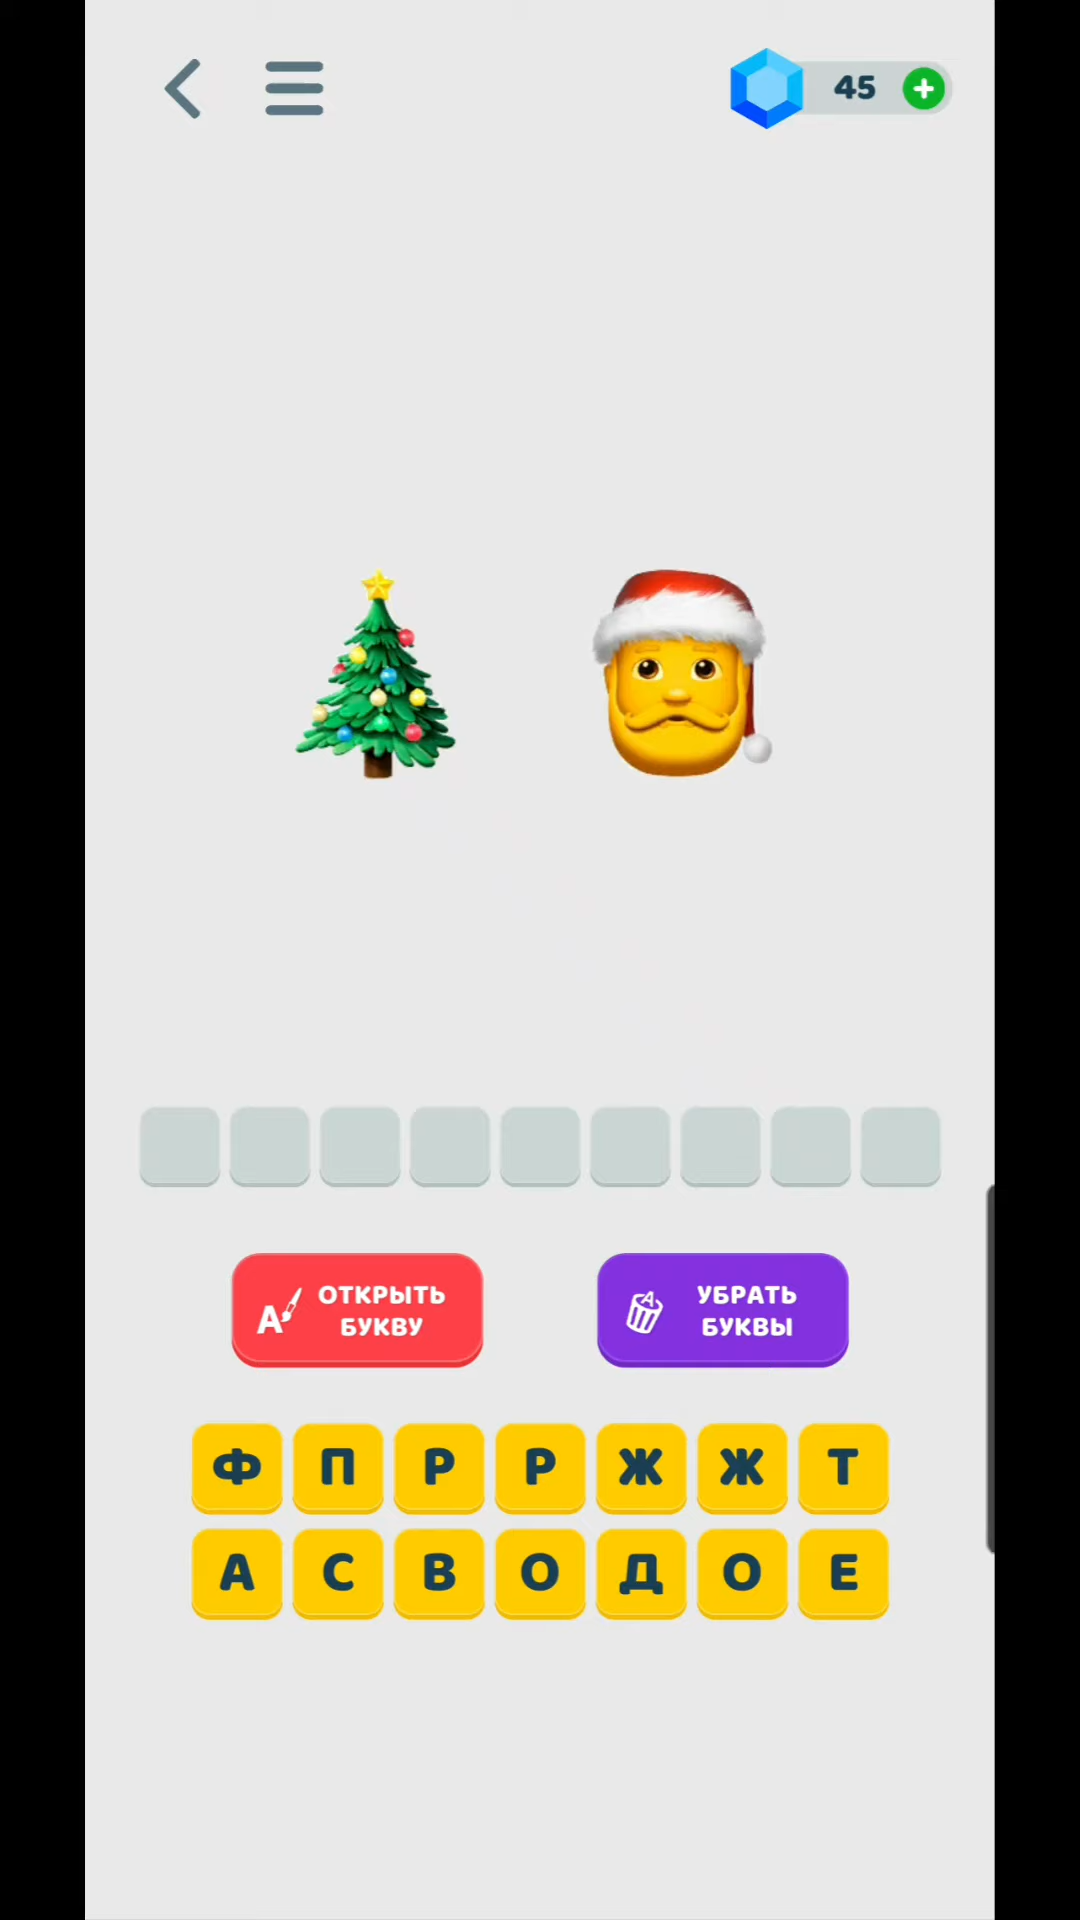 45
ОТКРЫТЬ
БУКВУ
УБРАТЬ
БУКВЫ
Ф П Р Р Ж Ж Т
А С В О Д О Е